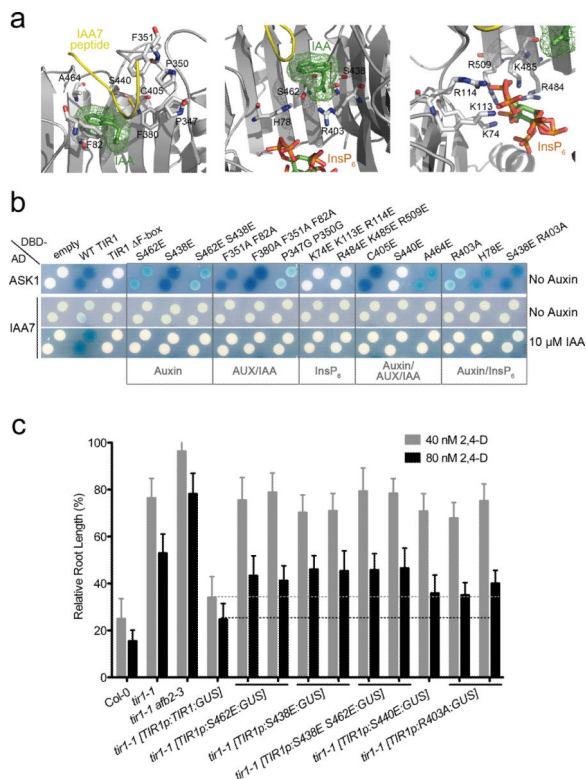 a
IAA7
peptide
F351
P350
S440
A464
C405
F82
IAA
F380
P347
IAA
S462
S438
H78
R403
InsP6
R509
K485
R114
R484
K113
K74
InsP6
b
DBD-
AD
empty
WT TIR1
TIR1 ΔF-box
S462E
S438E
S462E S438E
F351A F82A
F380A F351A F82A
P347G P350G
K74E K113E R114E
R484E K485E R509E
C405E
S440E
A464E
R403A
H78E
S438E R403A
ASK1
No Auxin
IAA7
No Auxin
10 µM IAA
Auxin
AUX/IAA
InsP6
Auxin/
AUX/IAA
Auxin/InsP6
c
100
80
60
40
20
0
Relative Root Length (%)
40 nM 2,4-D
80 nM 2,4-D
Col-0
tir1-1
tir1-1 afb2-3
tir1-1 [TIR1p:TIR1:GUS]
tir1-1 [TIR1p:S462E:GUS]
tir1-1 [TIR1p:S438E:GUS]
tir1-1 [TIR1p:S438E S462E:GUS]
tir1-1 [TIR1p:S440E:GUS]
tir1-1 [TIR1p:R403A:GUS]